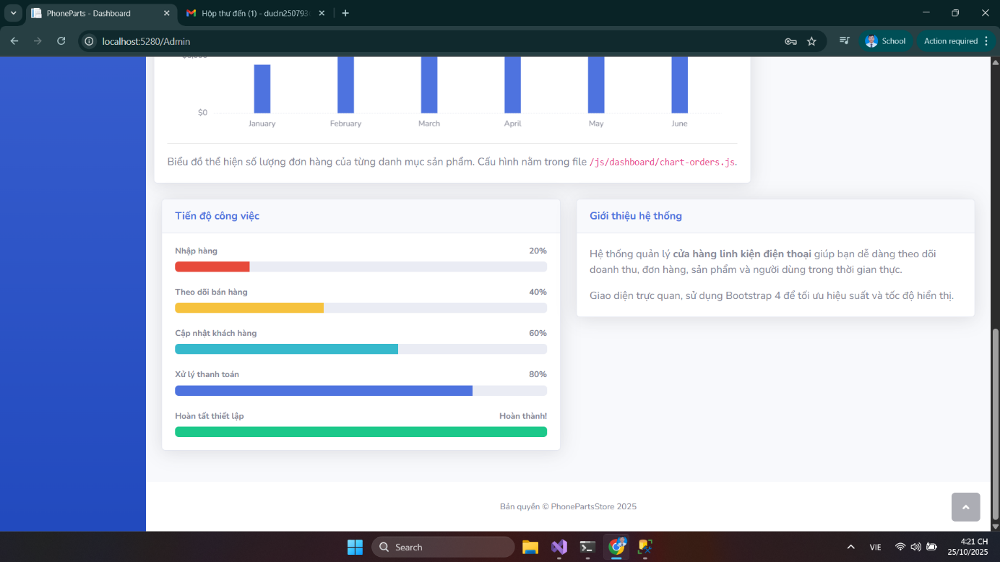 PhoneParts - Dashboard
Hộp thư đến (1) - ducln250793
localhost:5280/Admin
School
Action required
$0
January February March April May June
Biểu đồ thể hiện số lượng đơn hàng của từng danh mục sản phẩm. Cấu hình nằm trong file /js/dashboard/chart-orders.js.
Tiến độ công việc
Nhập hàng 20%
Theo dõi bán hàng 40%
Cập nhật khách hàng 60%
Xử lý thanh toán 80%
Hoàn tất thiết lập Hoàn thành!
Giới thiệu hệ thống
Hệ thống quản lý cửa hàng linh kiện điện thoại giúp bạn dễ dàng theo dõi
doanh thu, đơn hàng, sản phẩm và người dùng trong thời gian thực.
Giao diện trực quan, sử dụng Bootstrap 4 để tối ưu hiệu suất và tốc độ hiển thị.
Bản quyền © PhonePartsStore 2025
Search
VIE
4:21 CH
25/10/2025